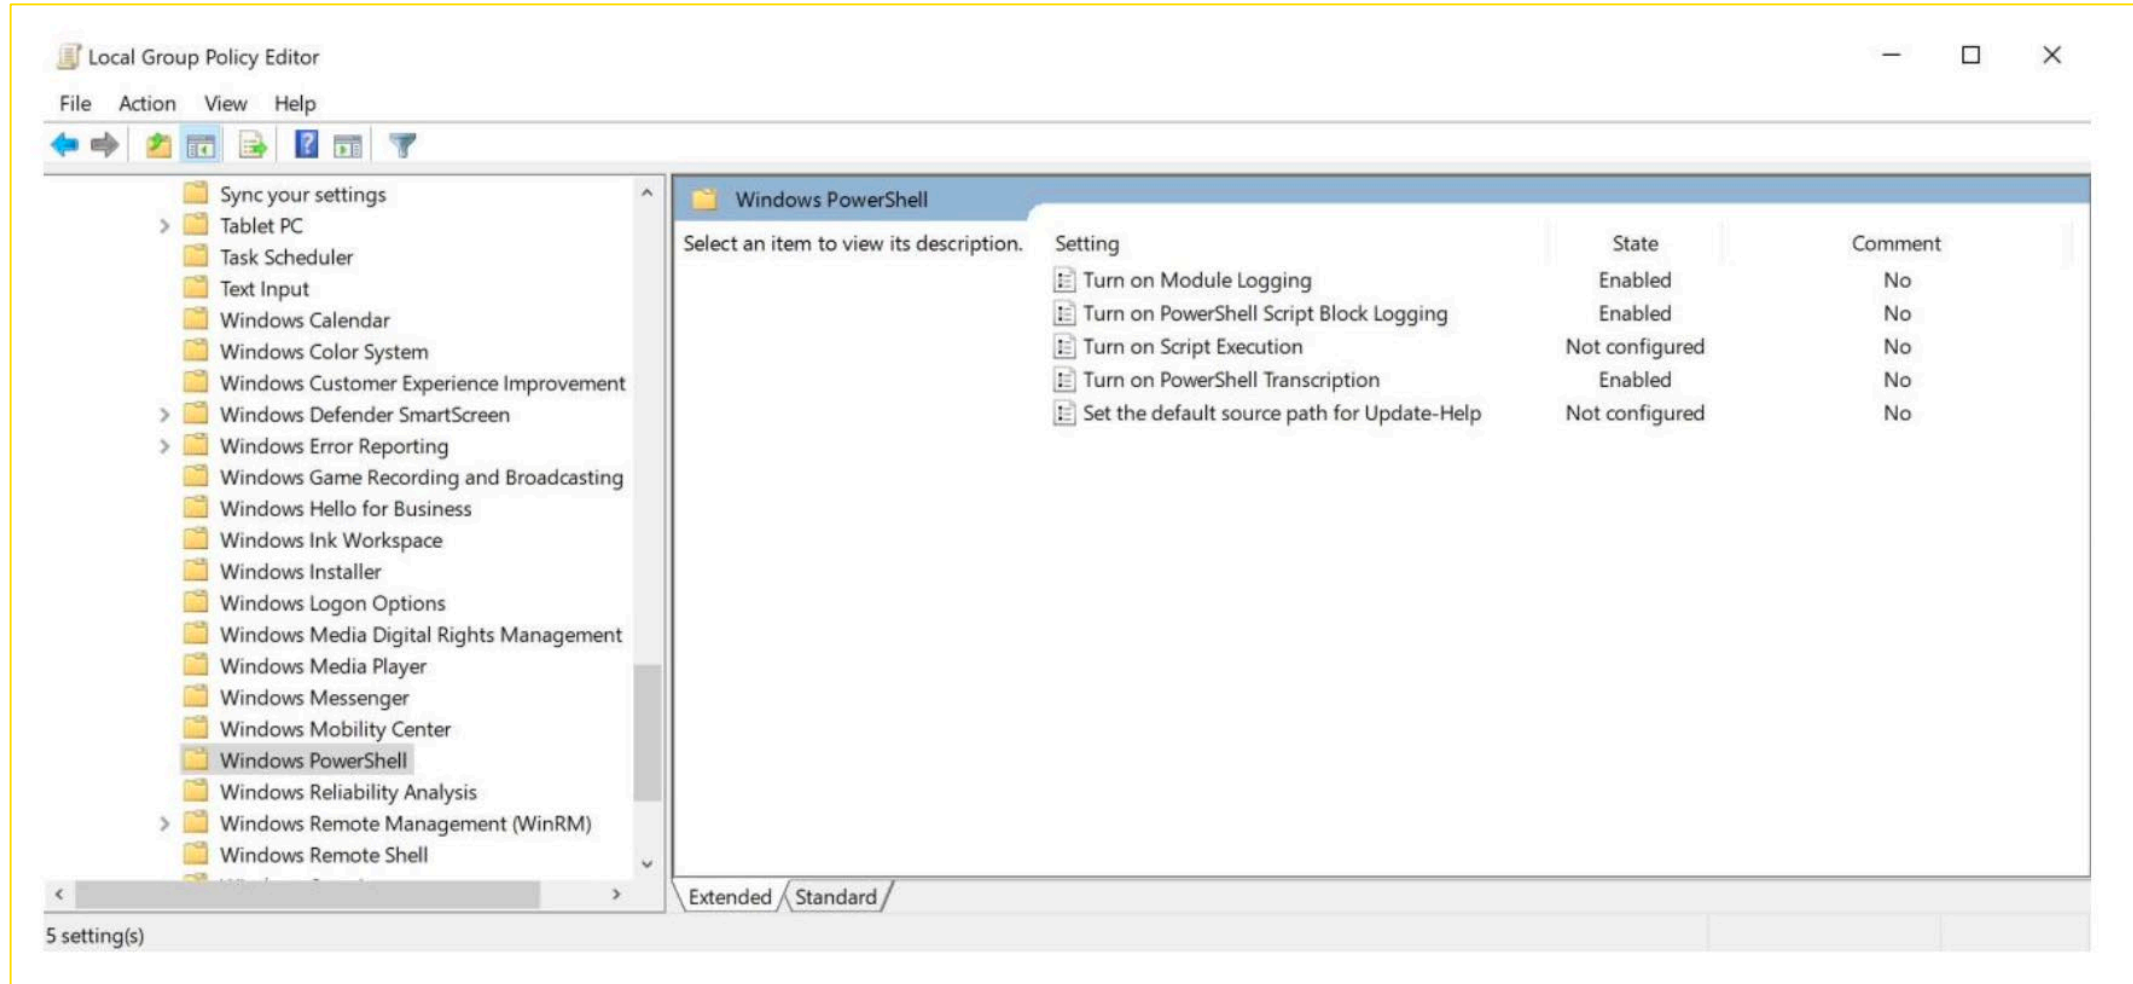 Local Group Policy Editor
File Action View Help
Sync your settings
Tablet PC
Task Scheduler
Text Input
Windows Calendar
Windows Color System
Windows Customer Experience Improvement
Windows Defender SmartScreen
Windows Error Reporting
Windows Game Recording and Broadcasting
Windows Hello for Business
Windows Ink Workspace
Windows Installer
Windows Logon Options
Windows Media Digital Rights Management
Windows Media Player
Windows Messenger
Windows Mobility Center
Windows PowerShell
Windows Reliability Analysis
Windows Remote Management (WinRM)
Windows Remote Shell
Windows PowerShell
Select an item to view its description.
Setting State Comment
Turn on Module Logging Enabled No
Turn on PowerShell Script Block Logging Enabled No
Turn on Script Execution Not configured No
Turn on PowerShell Transcription Enabled No
Set the default source path for Update-Help Not configured No
Extended Standard
5 setting(s)